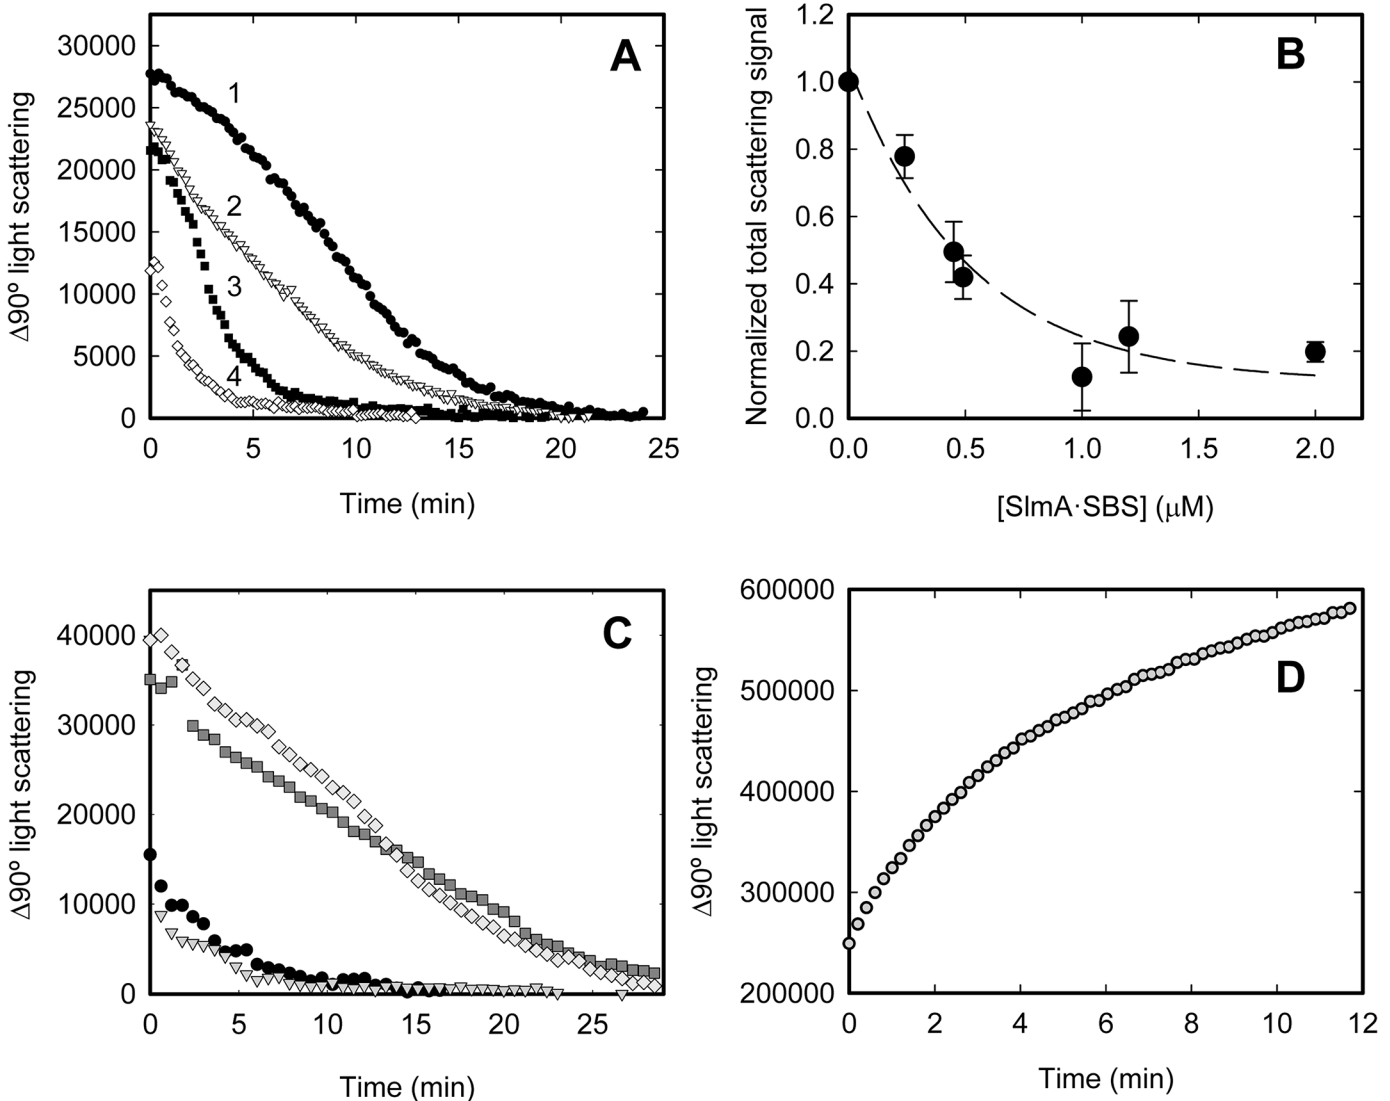 A
Δ90º light scattering
30000
25000
20000
15000
10000
5000
0
1
2
3
4
0 5 10 15 20 25
Time (min)
B
Normalized total scattering signal
1.2
1.0
0.8
0.6
0.4
0.2
0.0
0.0 0.5 1.0 1.5 2.0
[SlmA·SBS] (μM)
C
Δ90º light scattering
40000
30000
20000
10000
0
0 5 10 15 20 25
Time (min)
D
Δ90º light scattering
600000
500000
400000
300000
200000
0 2 4 6 8 10 12
Time (min)